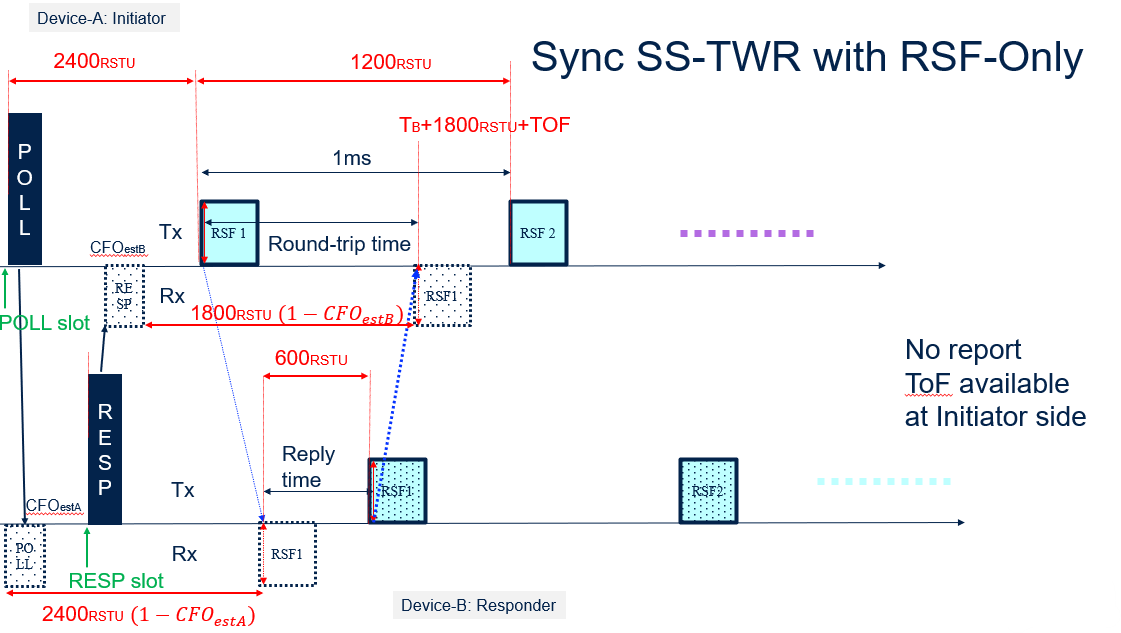 Device-A: Initiator
Sync SS-TWR with RSF-Only
2400RSTU
1200RSTU
TB+1800RSTU+TOF
1ms
P
O
L
L
Tx
RSF 1
Round-trip time
RSF 2
CFOestB
RE
SP
Rx
RSF1
POLL slot
1800RSTU (1 − CFOestB)
600RSTU
No report
ToF available
at Initiator side
R
E
S
P
Reply
time
Tx
RSF1
RSF2
CFOestA
PO
LL
Rx
RSF1
RESP slot
2400RSTU (1 − CFOestA)
Device-B: Responder